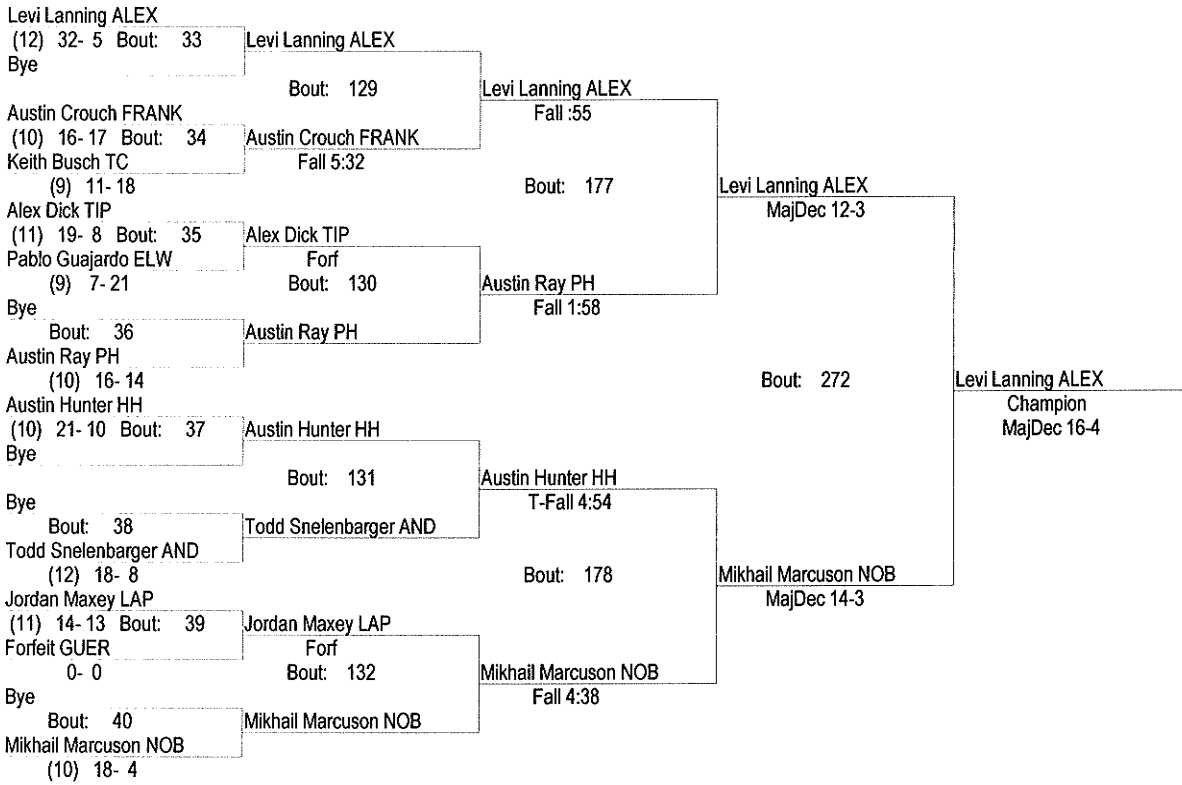 Levi Lanning ALEX
(12) 32- 5 Bout: 33
Bye
Austin Crouch FRANK
(10) 16- 17 Bout: 34
Keith Busch TC
(9) 11- 18
Alex Dick TIP
(11) 19- 8 Bout: 35
Pablo Guajardo ELW
(9) 7- 21
Bye
Bout: 36
Austin Ray PH
(10) 16- 14
Austin Hunter HH
(10) 21- 10 Bout: 37
Bye
Bye
Bout: 38
Todd Snelenbarger AND
(12) 18- 8
Jordan Maxey LAP
(11) 14- 13 Bout: 39
Forfeit GUER
0- 0
Bye
Bout: 40
Mikhail Marcuson NOB
(10) 18- 4
Levi Lanning ALEX
Bout: 129
Austin Crouch FRANK
Fall 5:32
Alex Dick TIP
Forf
Bout: 130
Austin Ray PH
Austin Hunter HH
Bout: 131
Todd Snelenbarger AND
Jordan Maxey LAP
Forf
Bout: 132
Mikhail Marcuson NOB
Levi Lanning ALEX
Fall :55
Bout: 177
Austin Ray PH
Fall 1:58
Austin Hunter HH
T-Fall 4:54
Bout: 178
Mikhail Marcuson NOB
Fall 4:38
Levi Lanning ALEX
MajDec 12-3
Bout: 272
Mikhail Marcuson NOB
MajDec 14-3
Levi Lanning ALEX
Champion
MajDec 16-4